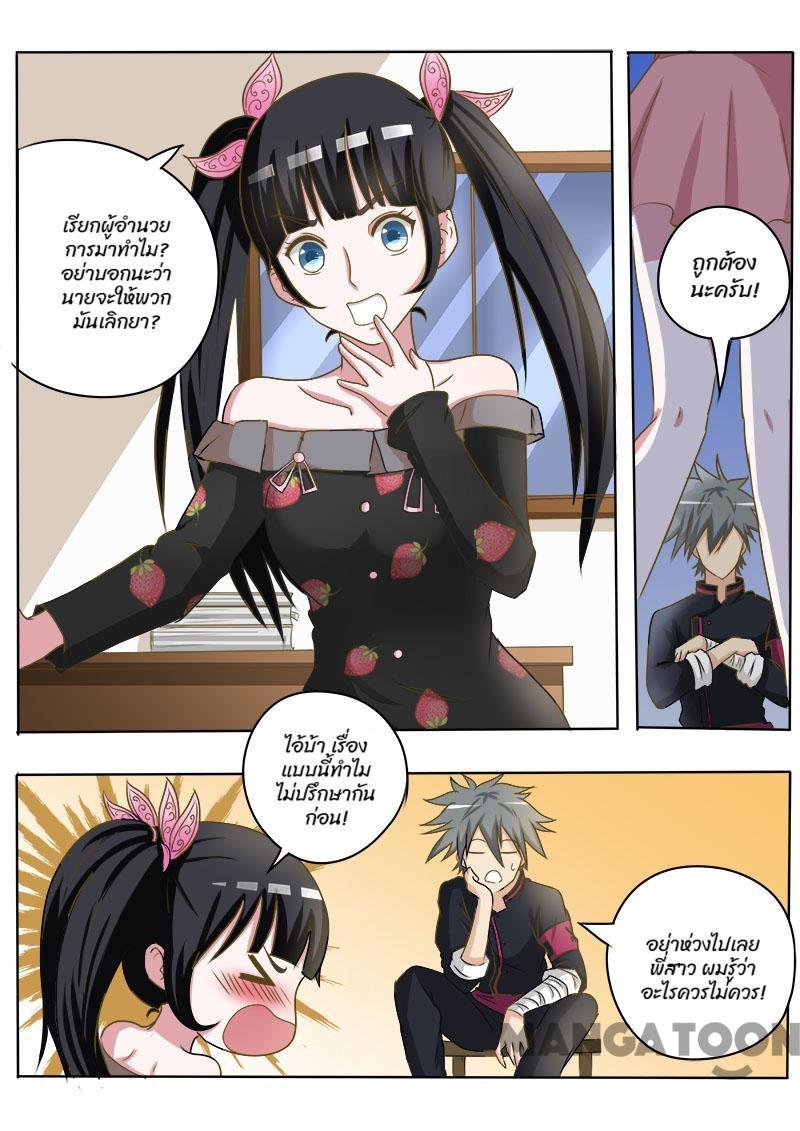 เรียกผู้อำนวย
การมาทำไม?
อย่าบอกนะว่า
นายจะให้พวก
มันเลิกยา?
ถูกต้อง
นะครับ!
ไอ้บ้า เรื่อง
แบบนี้ทำไม
ไม่ปรึกษากัน
ก่อน!
อย่าห่วงไปเลย
พี่สาว ผมรู้ว่า
อะไรควรไม่ควร!
MANGATOON